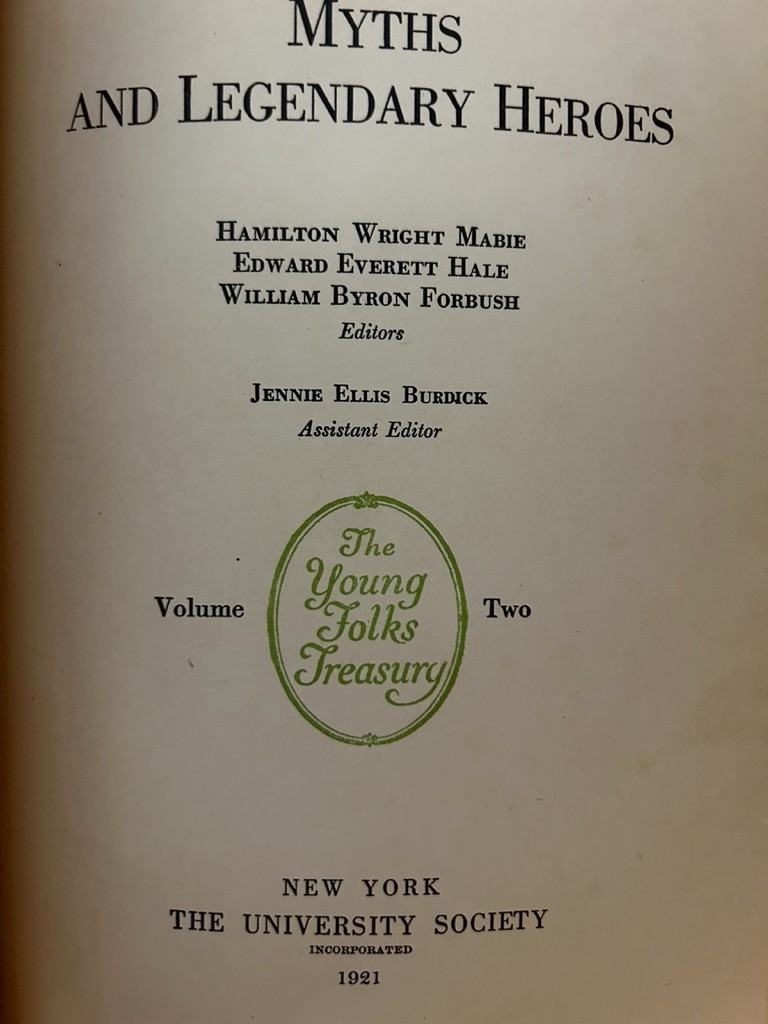 MYTHS
AND LEGENDARY HEROES
HAMILTON WRIGHT MABIE
EDWARD EVERETT HALE
WILLIAM BYRON FORBUSH
Editors
JENNIE ELLIS BURDICK
Assistant Editor
The
Young
Folks
Treasury
Volume Two
NEW YORK
THE UNIVERSITY SOCIETY
INCORPORATED
1921